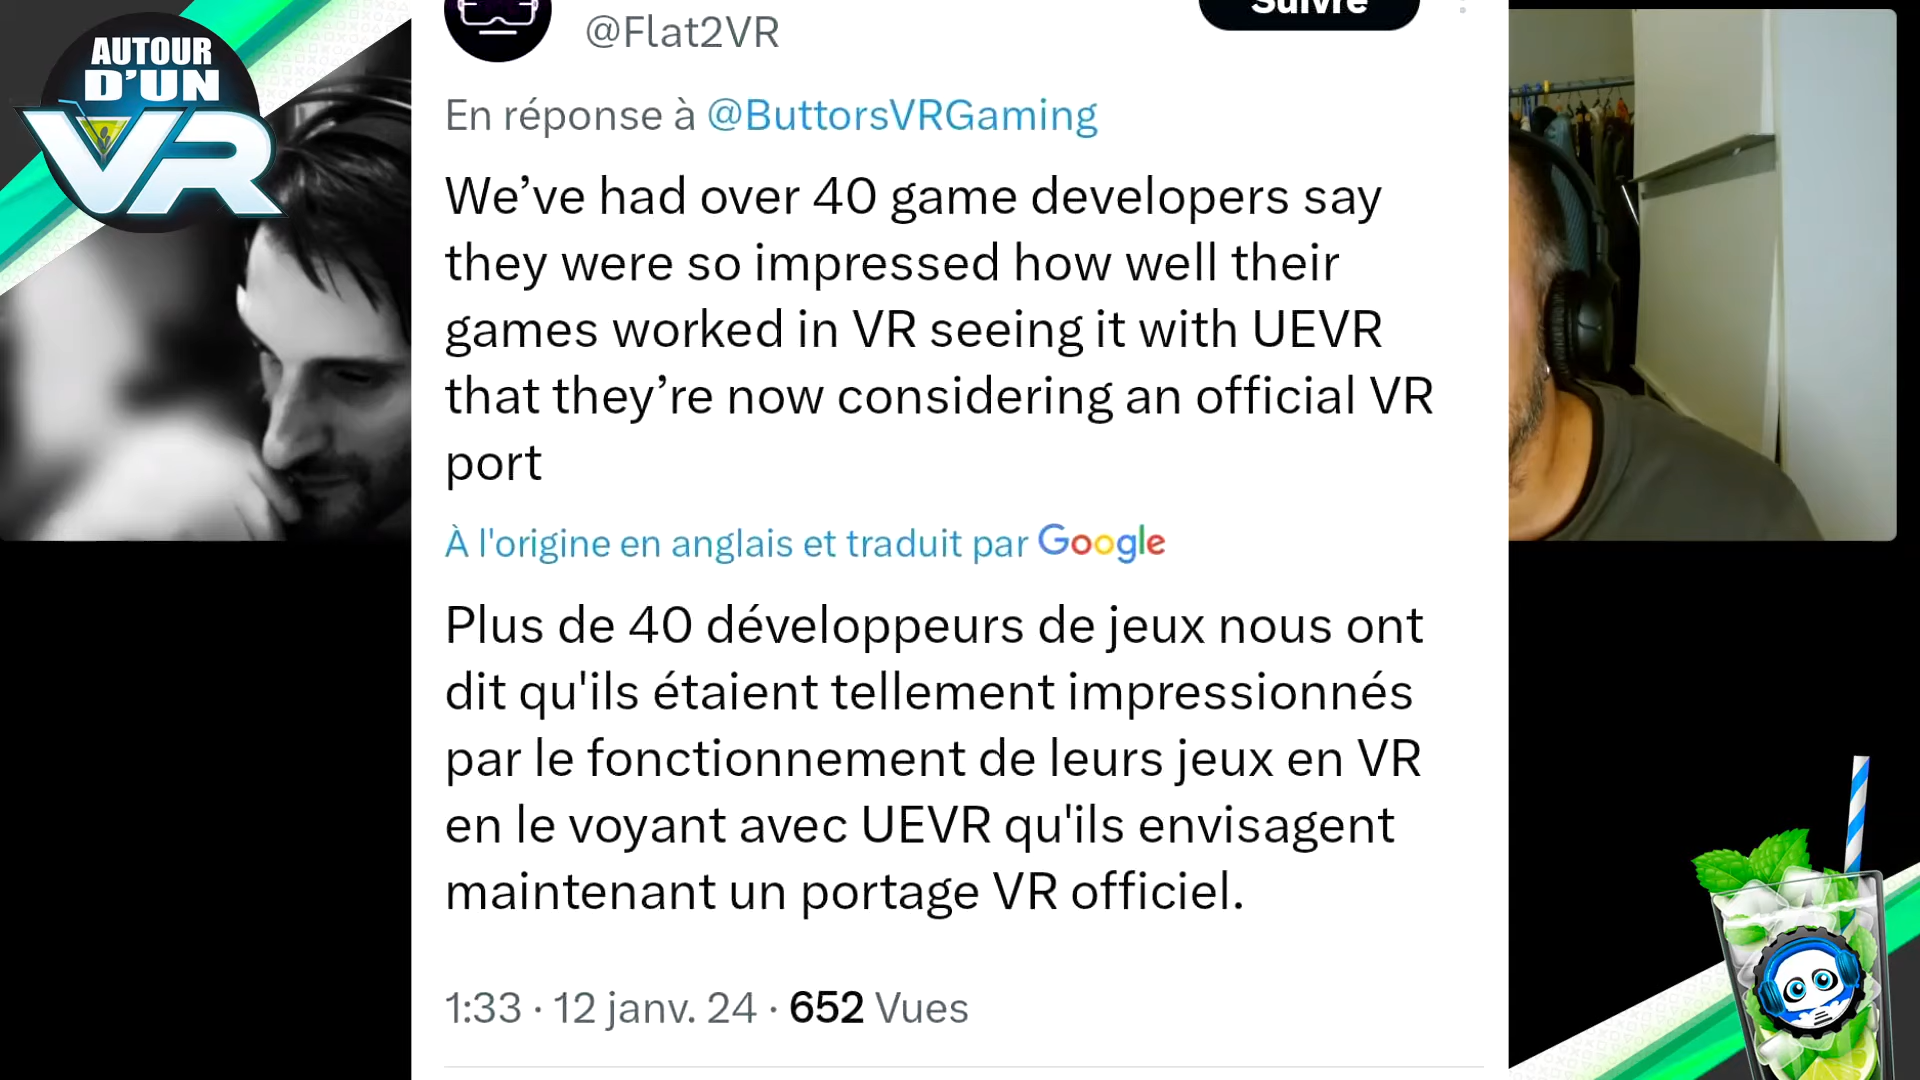 AUTOUR
D'UN
VR
Suivre
@Flat2VR
En réponse à @ButtorsVRGaming
We’ve had over 40 game developers say
they were so impressed how well their
games worked in VR seeing it with UEVR
that they’re now considering an official VR
port
À l'origine en anglais et traduit par Google
Plus de 40 développeurs de jeux nous ont
dit qu'ils étaient tellement impressionnés
par le fonctionnement de leurs jeux en VR
en le voyant avec UEVR qu'ils envisagent
maintenant un portage VR officiel.
1:33 · 12 janv. 24 · 652 Vues